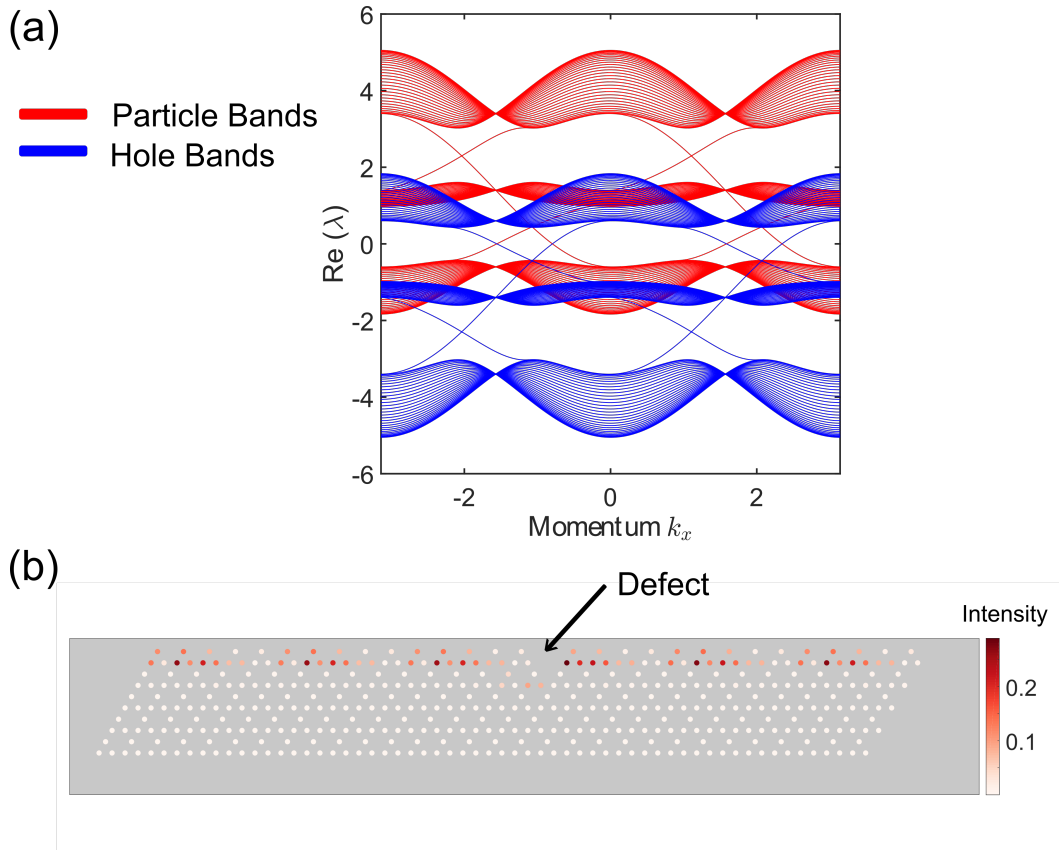 (a)
Particle Bands
Hole Bands
6
4
2
0
-2
-4
-6
Re (λ)
-2
0
2
Momentum kₓ
(b)
Defect
Intensity
0.2
0.1